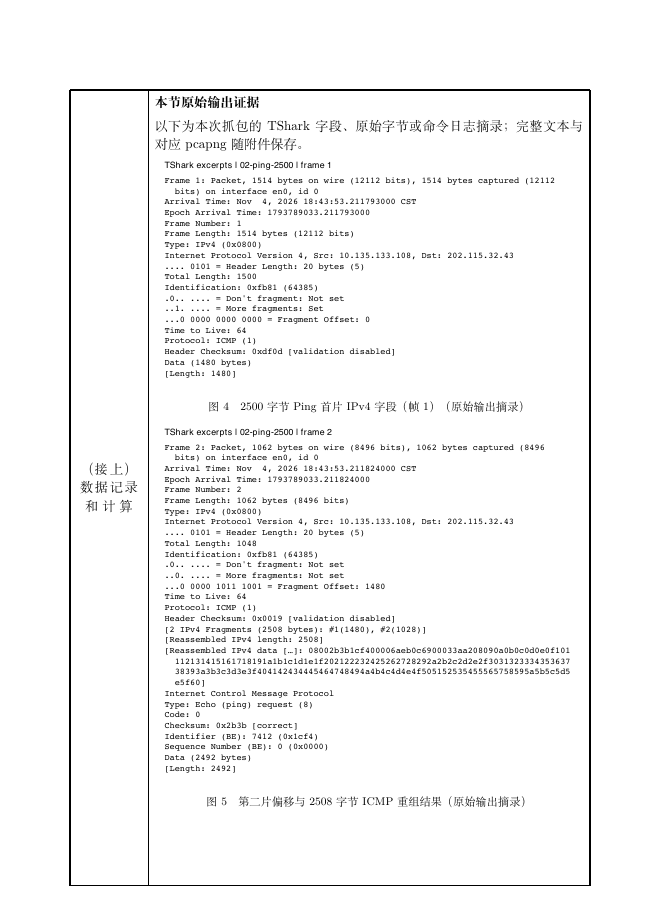 本节原始输出证据
以下为本次抓包的 TShark 字段、原始字节或命令日志摘录；完整文本与
对应 pcapng 随附件保存。
TShark excerpts | 02-ping-2500 | frame 1
Frame 1: Packet, 1514 bytes on wire (12112 bits), 1514 bytes captured (12112
bits) on interface en0, id 0
Arrival Time: Nov  4, 2026 18:43:53.211793000 CST
Epoch Arrival Time: 1793789033.211793000
Frame Number: 1
Frame Length: 1514 bytes (12112 bits)
Type: IPv4 (0x0800)
Internet Protocol Version 4, Src: 10.135.133.108, Dst: 202.115.32.43
.... 0101 = Header Length: 20 bytes (5)
Total Length: 1500
Identification: 0xfb81 (64385)
.0.. .... = Don't fragment: Not set
..1. .... = More fragments: Set
...0 0000 0000 0000 = Fragment Offset: 0
Time to Live: 64
Protocol: ICMP (1)
Header Checksum: 0xdf0d [validation disabled]
Data (1480 bytes)
[Length: 1480]
图 4 2500 字节 Ping 首片 IPv4 字段（帧 1）（原始输出摘录）
TShark excerpts | 02-ping-2500 | frame 2
Frame 2: Packet, 1062 bytes on wire (8496 bits), 1062 bytes captured (8496
bits) on interface en0, id 0
Arrival Time: Nov  4, 2026 18:43:53.211824000 CST
Epoch Arrival Time: 1793789033.211824000
Frame Number: 2
Frame Length: 1062 bytes (8496 bits)
Type: IPv4 (0x0800)
Internet Protocol Version 4, Src: 10.135.133.108, Dst: 202.115.32.43
.... 0101 = Header Length: 20 bytes (5)
Total Length: 1048
Identification: 0xfb81 (64385)
.0.. .... = Don't fragment: Not set
..0. .... = More fragments: Not set
...0 0000 1011 1001 = Fragment Offset: 1480
Time to Live: 64
Protocol: ICMP (1)
Header Checksum: 0x0019 [validation disabled]
[2 IPv4 Fragments (2508 bytes): #1(1480), #2(1028)]
[Reassembled IPv4 length: 2508]
[Reassembled IPv4 data […]: 08002b3b1cf400006aeb0c6900033aa208090a0b0c0d0e0f101
112131415161718191a1b1c1d1e1f202122232425262728292a2b2c2d2e2f3031323334353637
38393a3b3c3d3e3f404142434445464748494a4b4c4d4e4f505152535455565758595a5b5c5d5
e5f60]
Internet Control Message Protocol
Type: Echo (ping) request (8)
Code: 0
Checksum: 0x2b3b [correct]
Identifier (BE): 7412 (0x1cf4)
Sequence Number (BE): 0 (0x0000)
Data (2492 bytes)
[Length: 2492]
图 5 第二片偏移与 2508 字节 ICMP 重组结果（原始输出摘录）
（接上）
数据记录
和计算